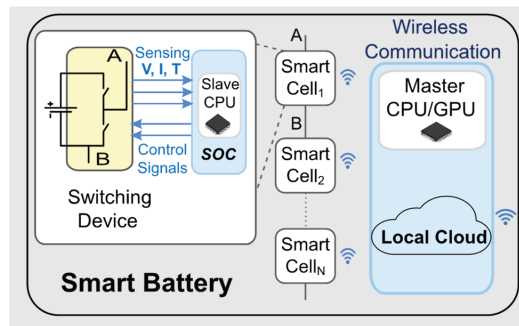 A
Sensing
V, I, T
Slave
CPU
Control
Signals
SOC
B
Switching
Device
Smart Battery
A
Smart
Cell1
B
Smart
Cell2
Smart
CellN
Wireless
Communication
Master
CPU/GPU
Local Cloud